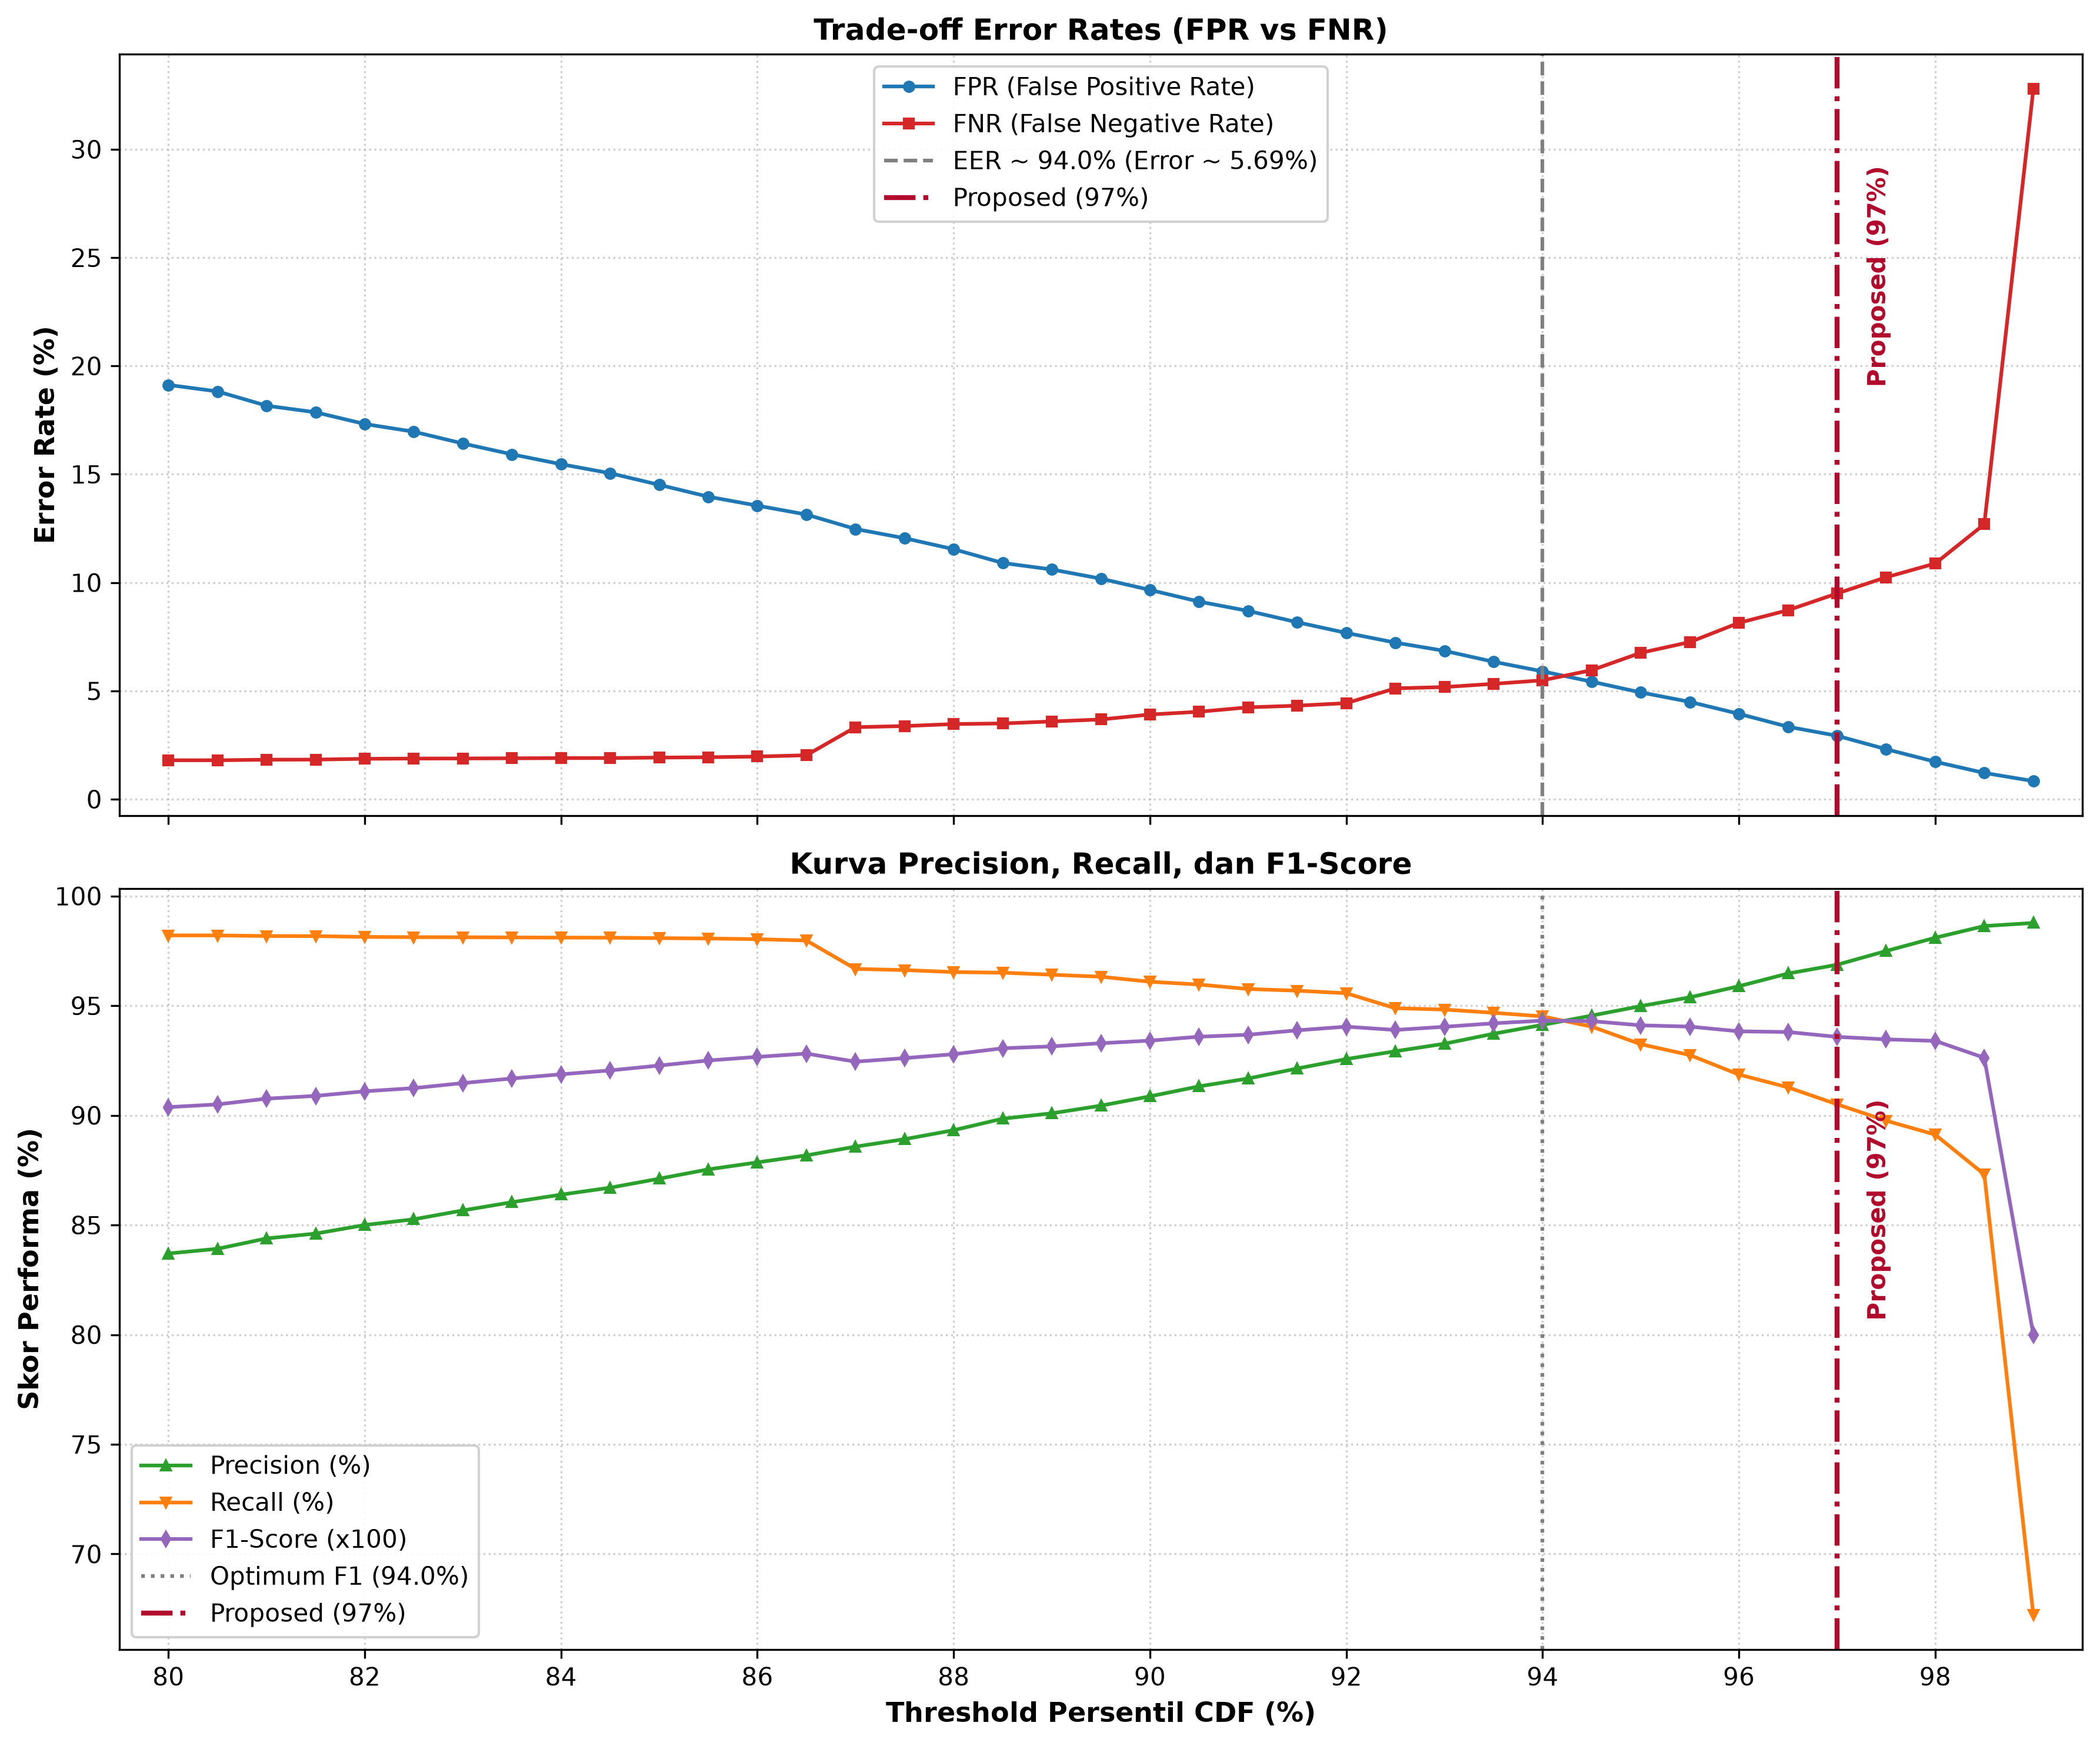 Trade-off Error Rates (FPR vs FNR)
FPR (False Positive Rate)
FNR (False Negative Rate)
EER ~ 94.0% (Error ~ 5.69%)
Proposed (97%)
Proposed (97%)
Error Rate (%)
30
25
20
15
10
5
0
Kurva Precision, Recall, dan F1-Score
100
95
90
85
80
75
70
Skor Performa (%)
Proposed (97%)
Precision (%)
Recall (%)
F1-Score (x100)
Optimum F1 (94.0%)
Proposed (97%)
80 82 84 86 88 90 92 94 96 98
Threshold Persentil CDF (%)